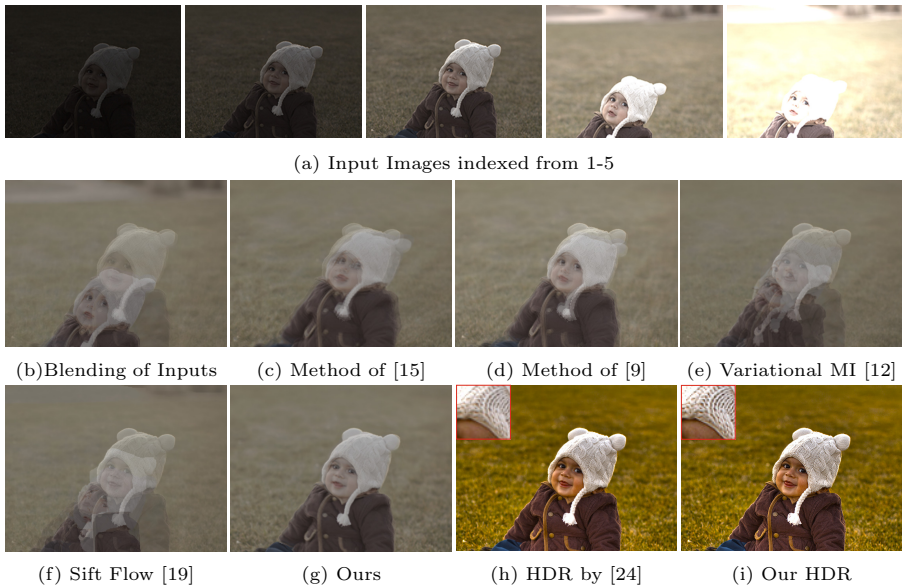 (a) Input Images indexed from 1-5
(b)Blending of Inputs
(c) Method of [15]
(d) Method of [9]
(e) Variational MI [12]
(f) Sift Flow [19]
(g) Ours
(h) HDR by [24]
(i) Our HDR